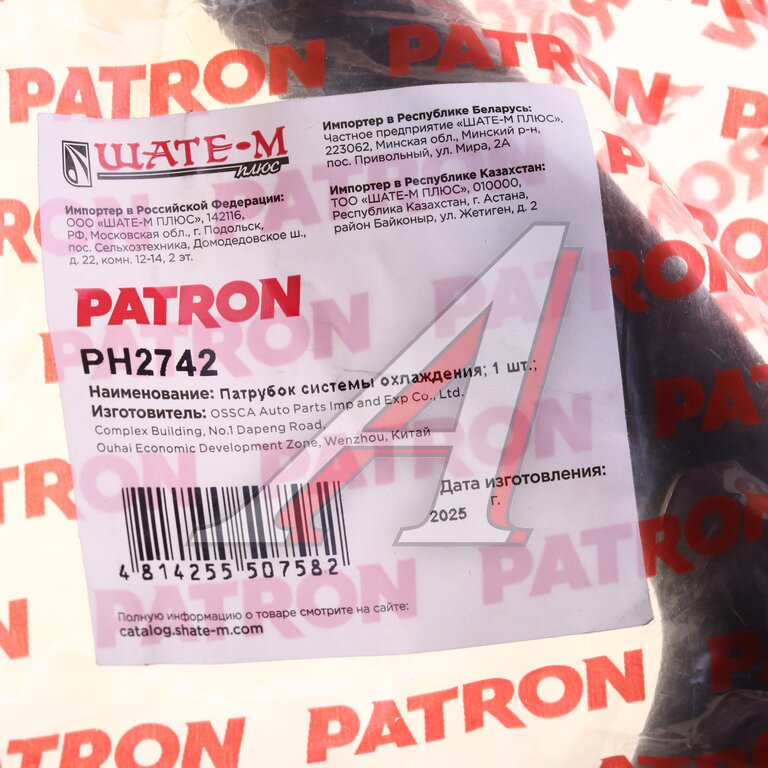 PATRON
PATRON
ШАТЕ-М
плюс
Импортер в Российской Федерации:
ООО «ШАТЕ-М ПЛЮС», 142116,
РФ, Московская обл., г. Подольск,
пос. Сельхозтехника, Домодедовское ш.,
д. 22, комн. 12-14, 2 эт.
Импортер в Республике Беларусь:
Частное предприятие «ШАТЕ-М ПЛЮС»,
223062, Минская обл., Минский р-н,
пос. Привольный, ул. Мира, 2А
Импортер в Республике Казахстан:
ТОО «ШАТЕ-М ПЛЮС», 010000,
Республика Казахстан, г. Астана,
район Байконыр, ул. Жетиген, д. 2
PATRON
PH2742
Наименование: Патрубок системы охлаждения; 1 шт.;
Изготовитель: OSSCA Auto Parts Imp and Exp Co., Ltd.
Complex Building, No.1 Dapeng Road,
Ouhai Economic Development Zone, Wenzhou, Китай
Дата изготовления:
2025 г.
4 814255 507582
Полную информацию о товаре смотрите на сайте:
catalog.shate-m.com
PATRON
PATRON
PATRON
PATRON
PATRON
PATRON